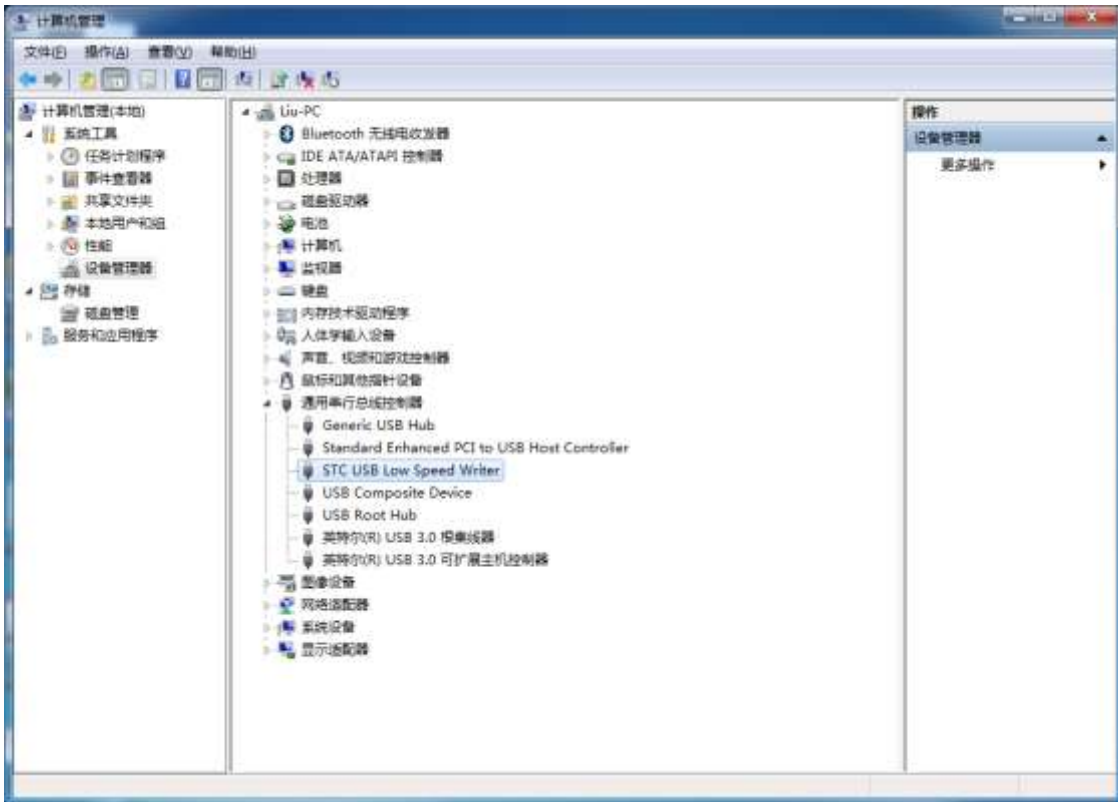 计算机管理
文件(F) 操作(A) 查看(V) 帮助(H)
计算机管理(本地)
系统工具
任务计划程序
事件查看器
共享文件夹
本地用户和组
性能
设备管理器
存储
磁盘管理
服务和应用程序
Liu-PC
Bluetooth 无线电收发器
IDE ATA/ATAPI 控制器
处理器
磁盘驱动器
电池
计算机
监视器
键盘
内存技术驱动程序
人体学输入设备
声音、视频和游戏控制器
鼠标和其他指针设备
通用串行总线控制器
Generic USB Hub
Standard Enhanced PCI to USB Host Controller
STC USB Low Speed Writer
USB Composite Device
USB Root Hub
英特尔(R) USB 3.0 根集线器
英特尔(R) USB 3.0 可扩展主机控制器
图像设备
网络适配器
系统设备
显示适配器
操作
设备管理器
更多操作